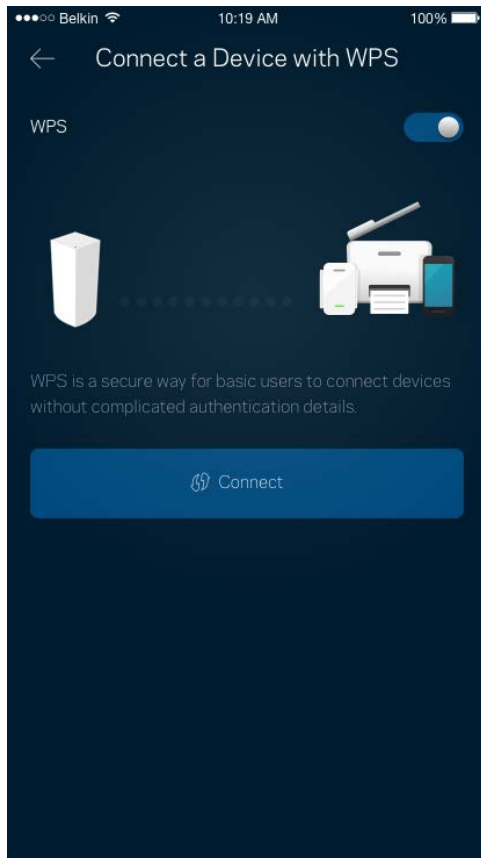 Belkin 10:19 AM 100%
Connect a Device with WPS
WPS
WPS is a secure way for basic users to connect devices
without complicated authentication details.
Connect